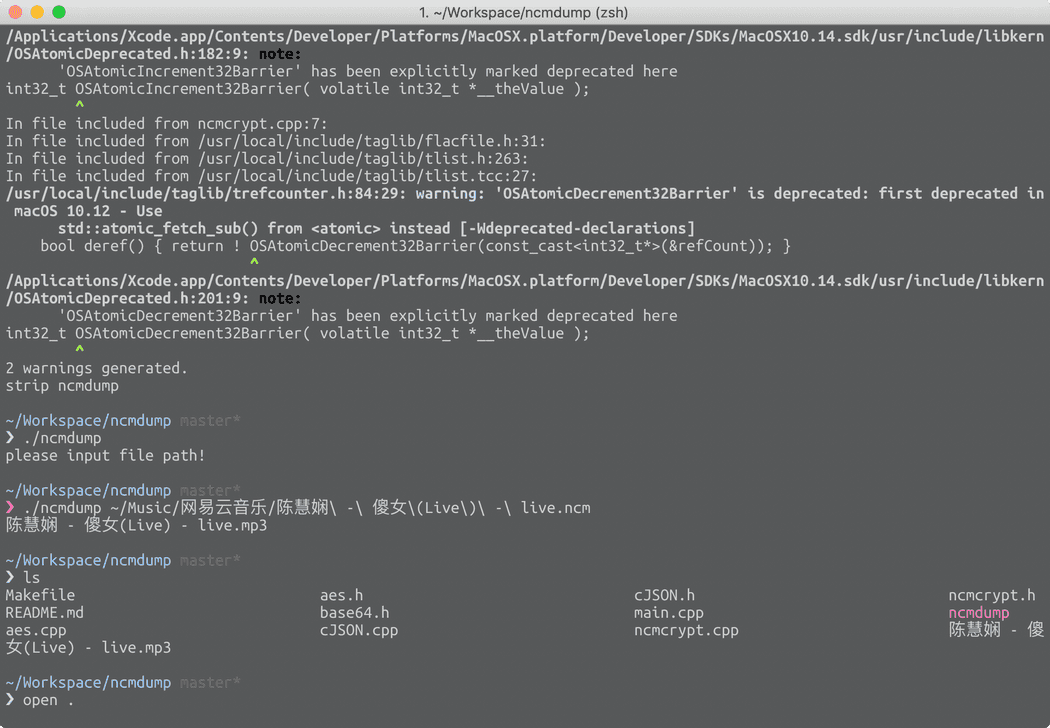 1. ~/Workspace/ncmdump (zsh)
/Applications/Xcode.app/Contents/Developer/Platforms/MacOSX.platform/Developer/SDKs/MacOSX10.14.sdk/usr/include/libkern
/OSAtomicDeprecated.h:182:9: note:
      'OSAtomicIncrement32Barrier' has been explicitly marked deprecated here
int32_t OSAtomicIncrement32Barrier( volatile int32_t *__theValue );
        ^
In file included from ncmcrypt.cpp:7:
In file included from /usr/local/include/taglib/flacfile.h:31:
In file included from /usr/local/include/taglib/tlist.h:263:
In file included from /usr/local/include/taglib/tlist.tcc:27:
/usr/local/include/taglib/trefcounter.h:84:29: warning: 'OSAtomicDecrement32Barrier' is deprecated: first deprecated in
 macOS 10.12 - Use
      std::atomic_fetch_sub() from <atomic> instead [-Wdeprecated-declarations]
    bool deref() { return ! OSAtomicDecrement32Barrier(const_cast<int32_t*>(&refCount)); }
                            ^
/Applications/Xcode.app/Contents/Developer/Platforms/MacOSX.platform/Developer/SDKs/MacOSX10.14.sdk/usr/include/libkern
/OSAtomicDeprecated.h:201:9: note:
      'OSAtomicDecrement32Barrier' has been explicitly marked deprecated here
int32_t OSAtomicDecrement32Barrier( volatile int32_t *__theValue );
        ^
2 warnings generated.
strip ncmdump
~/Workspace/ncmdump master*
❯ ./ncmdump
please input file path!
~/Workspace/ncmdump master*
❯ ./ncmdump ~/Music/网易云音乐/陈慧娴\ -\ 傻女\(Live\)\ -\ live.ncm
陈慧娴 - 傻女(Live) - live.mp3
~/Workspace/ncmdump master*
❯ ls
Makefile aes.h cJSON.h ncmcrypt.h
README.md base64.h main.cpp ncmdump
aes.cpp cJSON.cpp ncmcrypt.cpp 陈慧娴 - 傻
女(Live) - live.mp3
~/Workspace/ncmdump master*
❯ open .